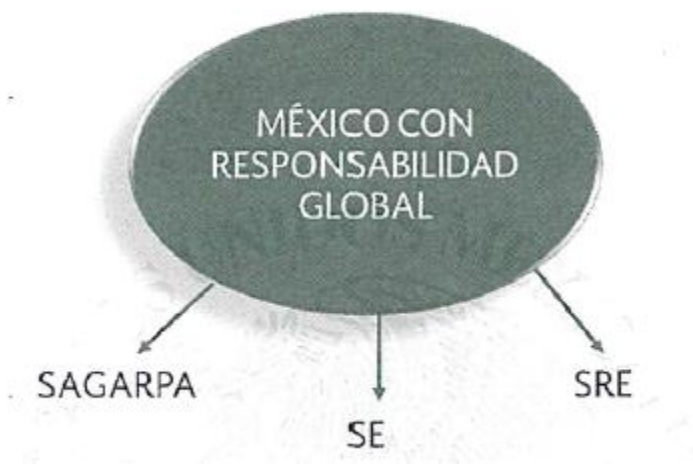 MÉXICO CON
RESPONSABILIDAD
GLOBAL
SAGARPA
SE
SRE